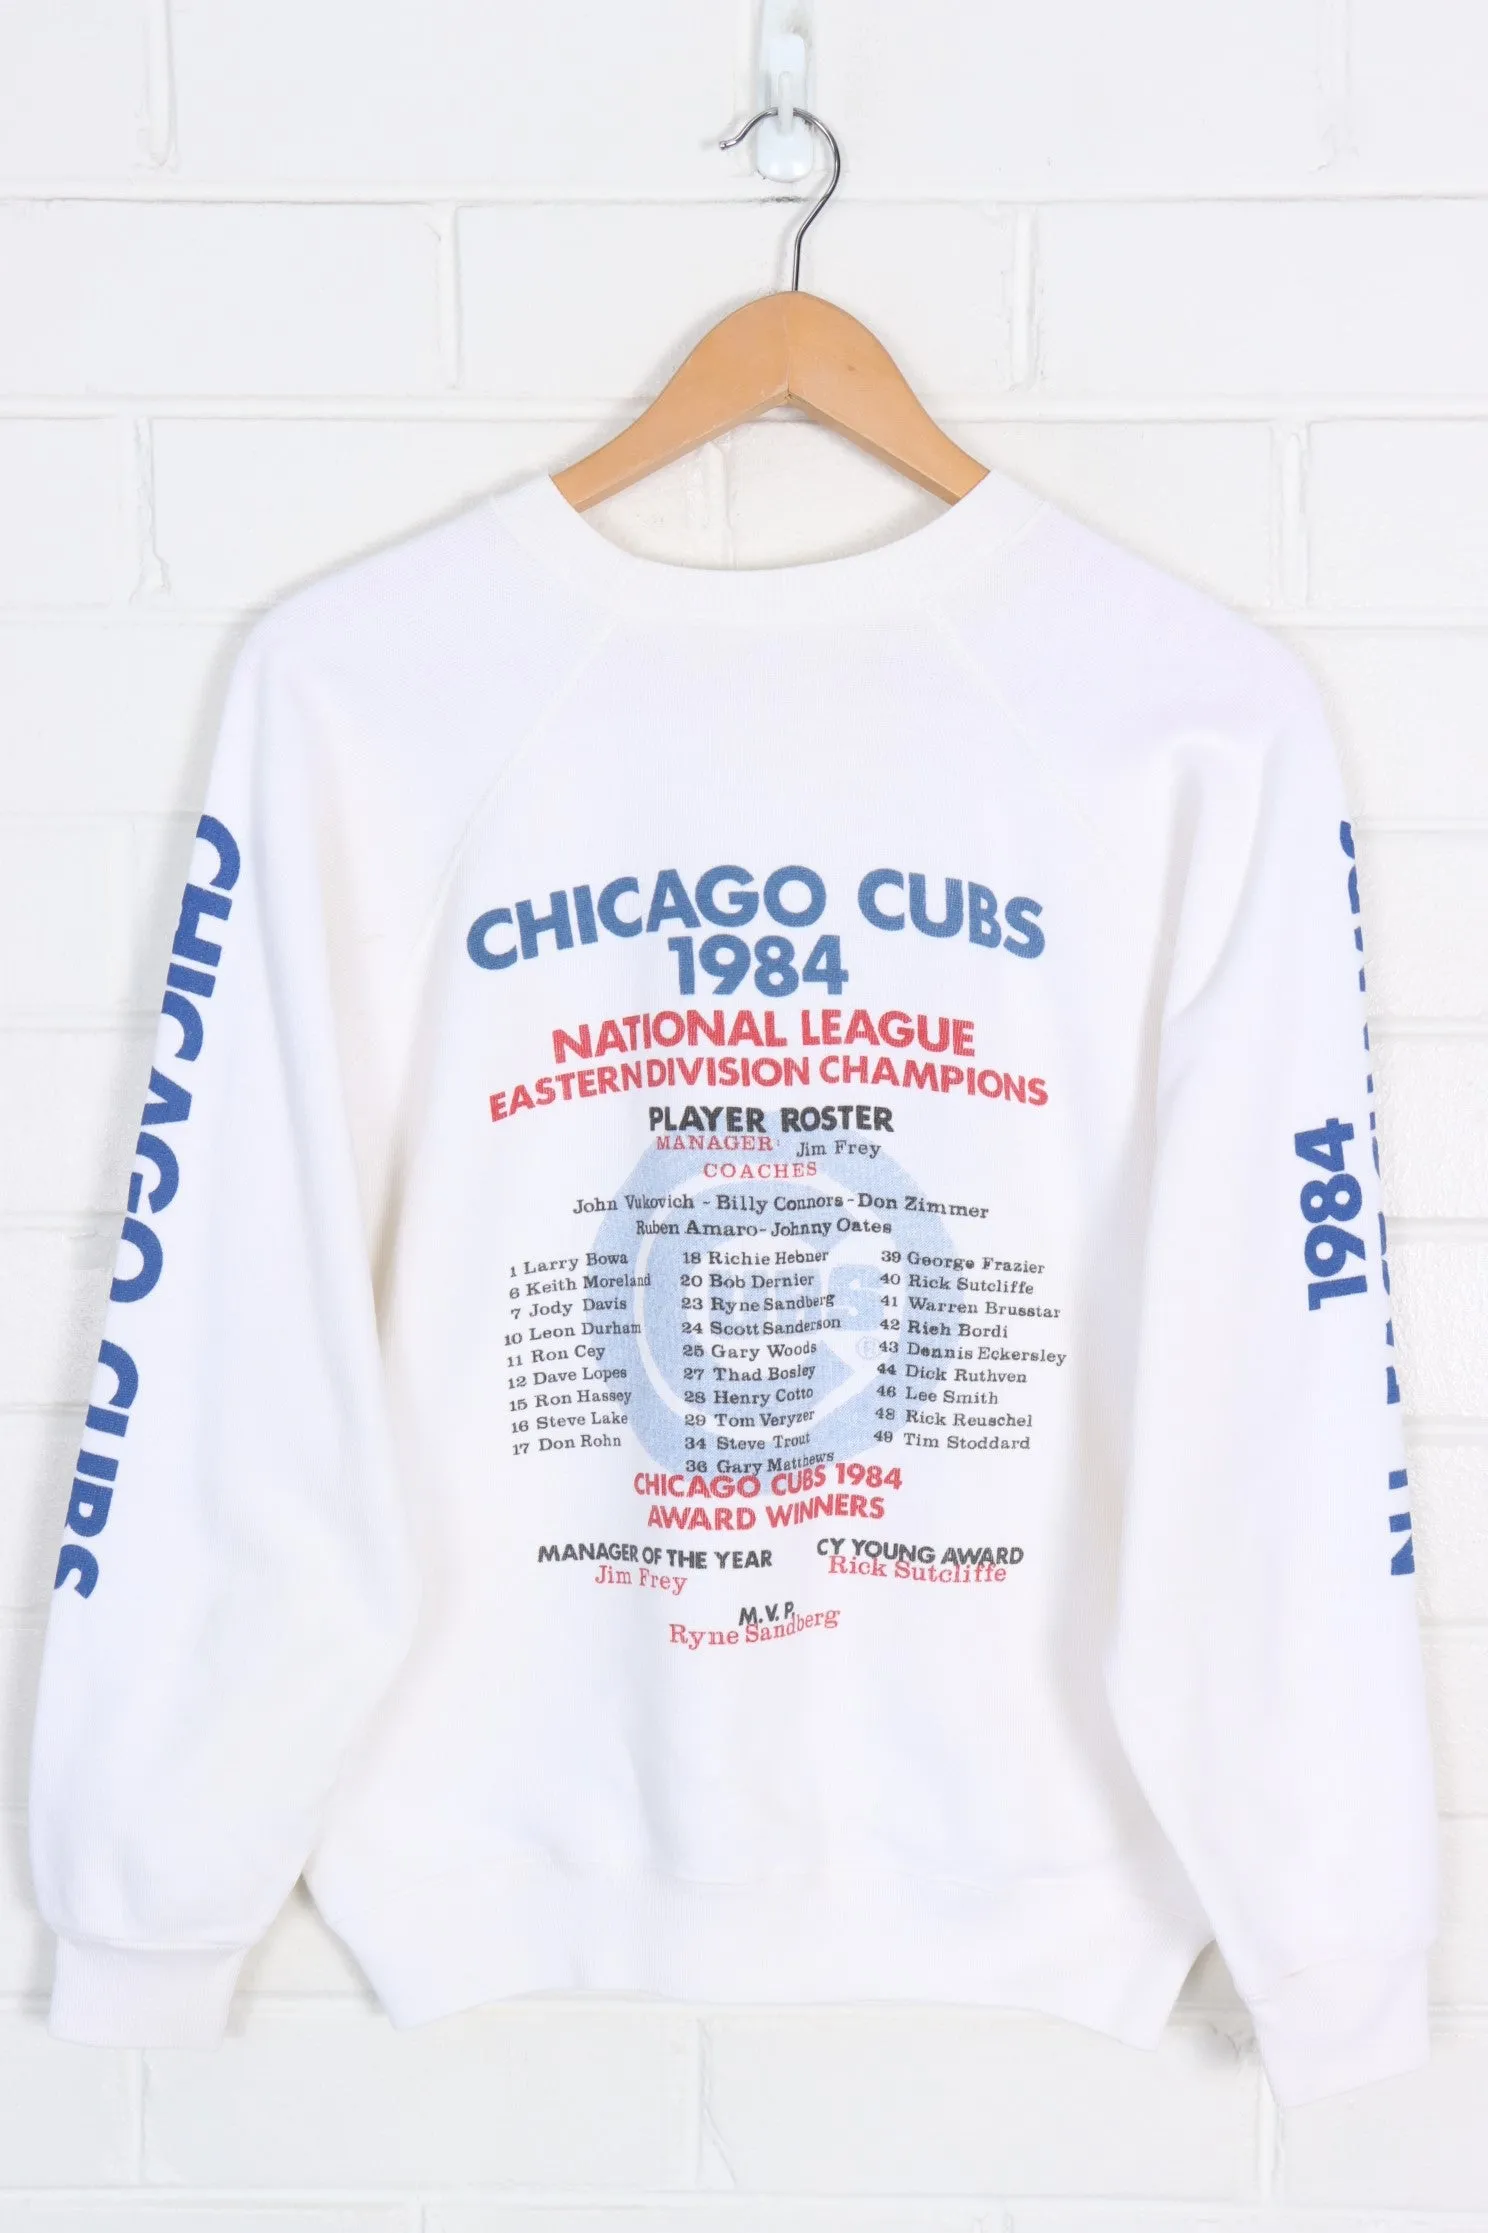 CHICAGO CUBS
1984
NATIONAL LEAGUE
EASTERN DIVISION CHAMPIONS
PLAYER ROSTER
MANAGER: Jim Frey
COACHES
John Vukovich - Billy Connors - Don Zimmer
Ruben Amaro - Johnny Oates
1 Larry Bowa
6 Keith Moreland
7 Jody Davis
10 Leon Durham
11 Ron Cey
12 Dave Lopes
15 Ron Hassey
16 Steve Lake
17 Don Rohn
18 Richie Hebner
20 Bob Dernier
23 Ryne Sandberg
24 Scott Sanderson
25 Gary Woods
27 Thad Bosley
28 Henry Cotto
29 Tom Veryzer
34 Steve Trout
36 Gary Matthews
39 George Frazier
40 Rick Sutcliffe
41 Warren Brusstar
42 Rich Bordi
43 Dennis Eckersley
44 Dick Ruthven
46 Lee Smith
48 Rick Reuschel
49 Tim Stoddard
CUBS
®
CHICAGO CUBS 1984
AWARD WINNERS
MANAGER OF THE YEAR
Jim Frey
CY YOUNG AWARD
Rick Sutcliffe
M.V.P.
Ryne Sandberg
CHICAGO CUBS
1984